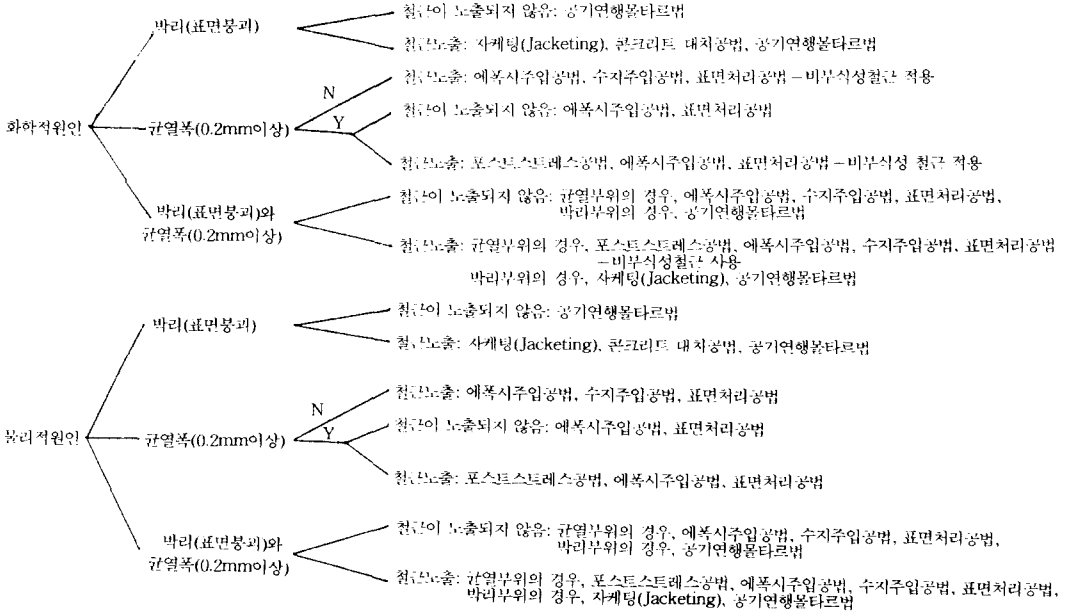 철근이 노출되지 않음: 공기연행몰타르법
박리(표면붕괴)
철근노출: 자케팅(Jacketing), 콘크리트 대치공법, 공기연행몰타르법
철근노출: 에폭시주입공법, 수지주입공법, 표면처리공법-비부식성철근 적용
N
철근이 노출되지 않음: 에폭시주입공법, 표면처리공법
Y
화학적원인
균열폭(0.2mm이상)
철근노출: 포스트스트레스공법, 에폭시주입공법, 표면처리공법-비부식성 철근 적용
철근이 노출되지 않음: 균열부위의 경우, 에폭시주입공법, 수지주입공법, 표면처리공법,
박리부위의 경우, 공기연행몰타르법
박리(표면붕괴)와
균열폭(0.2mm이상)
철근노출: 균열부위의 경우, 포스트스트레스공법, 에폭시주입공법, 수지주입공법, 표면처리공법
-비부식성철근 사용
박리부위의 경우, 자케팅(Jacketing), 공기연행몰타르법
철근이 노출되지 않음: 공기연행몰타르법
박리(표면붕괴)
철근노출: 자케팅(Jacketing), 콘크리트 대치공법, 공기연행몰타르법
철근노출: 에폭시주입공법, 수지주입공법, 표면처리공법
N
철근이 노출되지 않음: 에폭시주입공법, 표면처리공법
Y
물리적원인
균열폭(0.2mm이상)
철근노출: 포스트스트레스공법, 에폭시주입공법, 표면처리공법
철근이 노출되지 않음: 균열부위의 경우, 에폭시주입공법, 수지주입공법, 표면처리공법,
박리부위의 경우, 공기연행몰타르법
박리(표면붕괴)와
균열폭(0.2mm이상)
철근노출: 균열부위의 경우, 포스트스트레스공법, 에폭시주입공법, 수지주입공법, 표면처리공법,
박리부위의 경우, 자케팅(Jacketing), 공기연행몰타르법